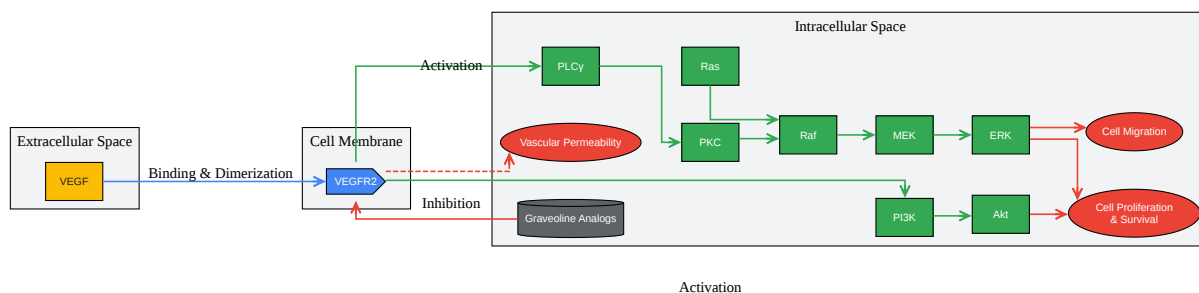 Intracellular Space
Activation
PLCγ
Ras
Extracellular Space
Cell Membrane
Vascular Permeability
PKC
Raf
MEK
ERK
Cell Migration
VEGF
Binding & Dimerization
VEGFR2
Inhibition
Graveoline Analogs
PI3K
Akt
Cell Proliferation
& Survival
Activation